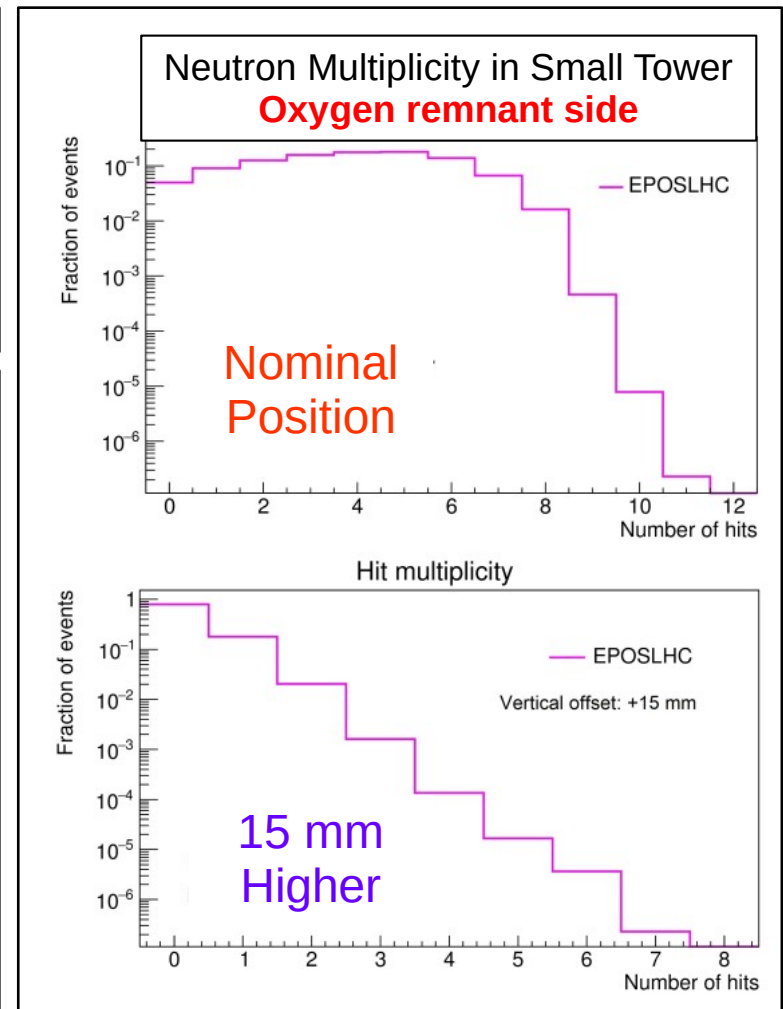 Neutron Multiplicity in Small Tower
Oxygen remnant side
Fraction of events
10⁻¹
10⁻²
10⁻³
10⁻⁴
10⁻⁵
10⁻⁶
EPOSLHC
Nominal
Position
0 2 4 6 8 10 12
Number of hits
Hit multiplicity
Fraction of events
1
10⁻¹
10⁻²
10⁻³
10⁻⁴
10⁻⁵
10⁻⁶
EPOSLHC
Vertical offset: +15 mm
15 mm
Higher
0 1 2 3 4 5 6 7 8
Number of hits